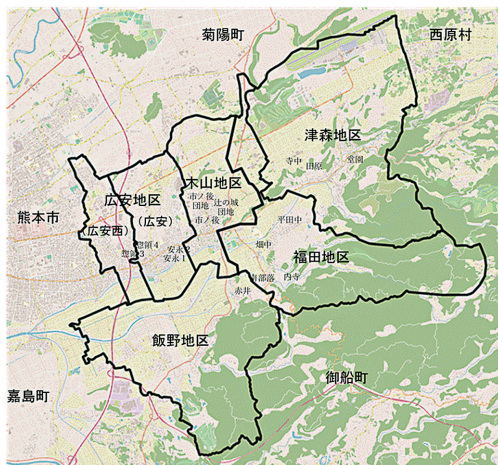 菊陽町
西原村
津森地区
寺中
田原
堂園
木山地区
市ノ後
団地
辻の城
団地
市ノ後
広安地区
(広安西)
(広安)
熊本市
平田中
惣領4
惣領3
安永2
安永1
畑中
福田地区
内寺
赤井
飯野地区
御船町
嘉島町